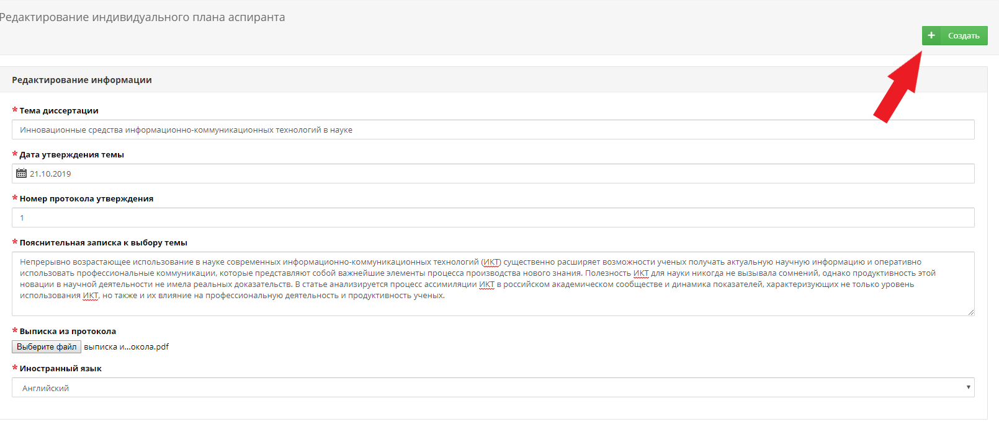 Редактирование индивидуального плана аспиранта
+ Создать
Редактирование информации
* Тема диссертации
Инновационные средства информационно-коммуникационных технологий в науке
* Дата утверждения темы
21.10.2019
* Номер протокола утверждения
1
* Пояснительная записка к выбору темы
Непрерывно возрастающее использование в науке современных информационно-коммуникационных технологий (ИКТ) существенно расширяет возможности ученых получать актуальную научную информацию и оперативно
использовать профессиональные коммуникации, которые представляют собой важнейшие элементы процесса производства нового знания. Полезность ИКТ для науки никогда не вызывала сомнений, однако продуктивность этой
новации в научной деятельности не имела реальных доказательств. В статье анализируется процесс ассимиляции ИКТ в российском академическом сообществе и динамика показателей, характеризующих не только уровень
использования ИКТ, но также и их влияние на профессиональную деятельность и продуктивность ученых.
* Выписка из протокола
Выберите файл выписка и...окола.pdf
* Иностранный язык
Английский